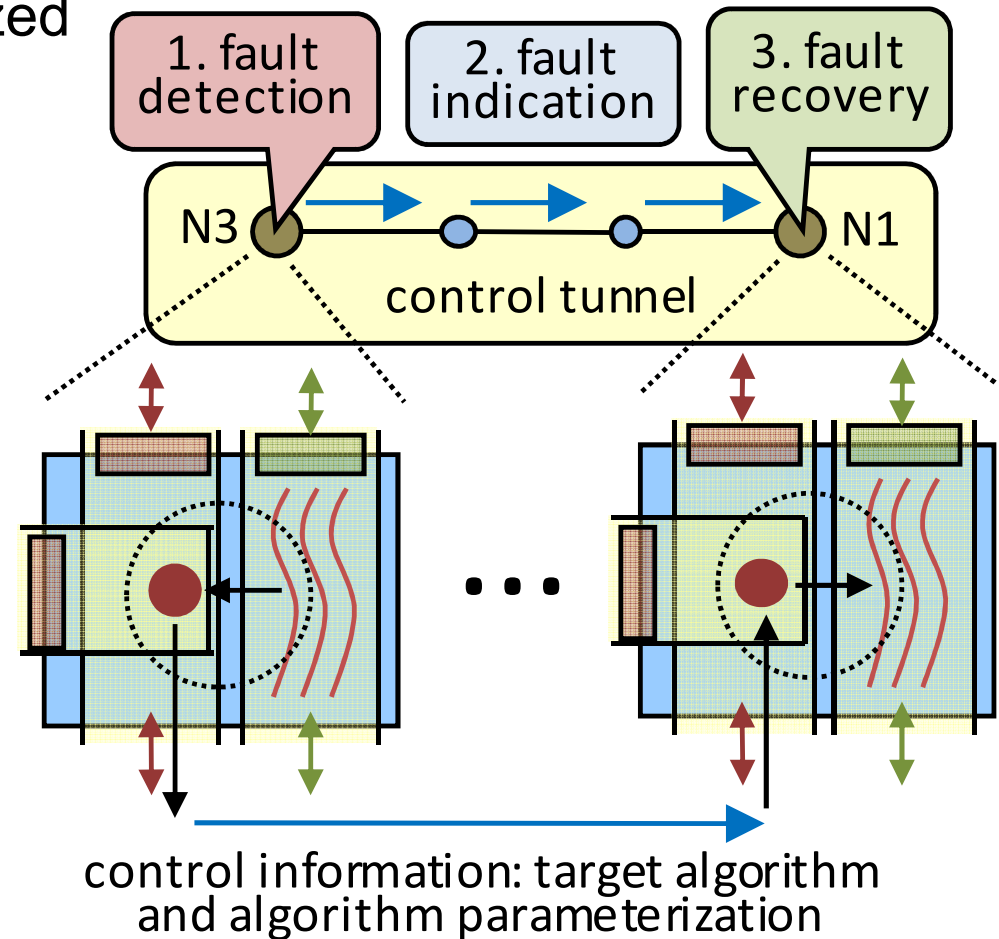 zed
1. fault
detection
2. fault
indication
3. fault
recovery
N3
N1
control tunnel
control information: target algorithm
and algorithm parameterization